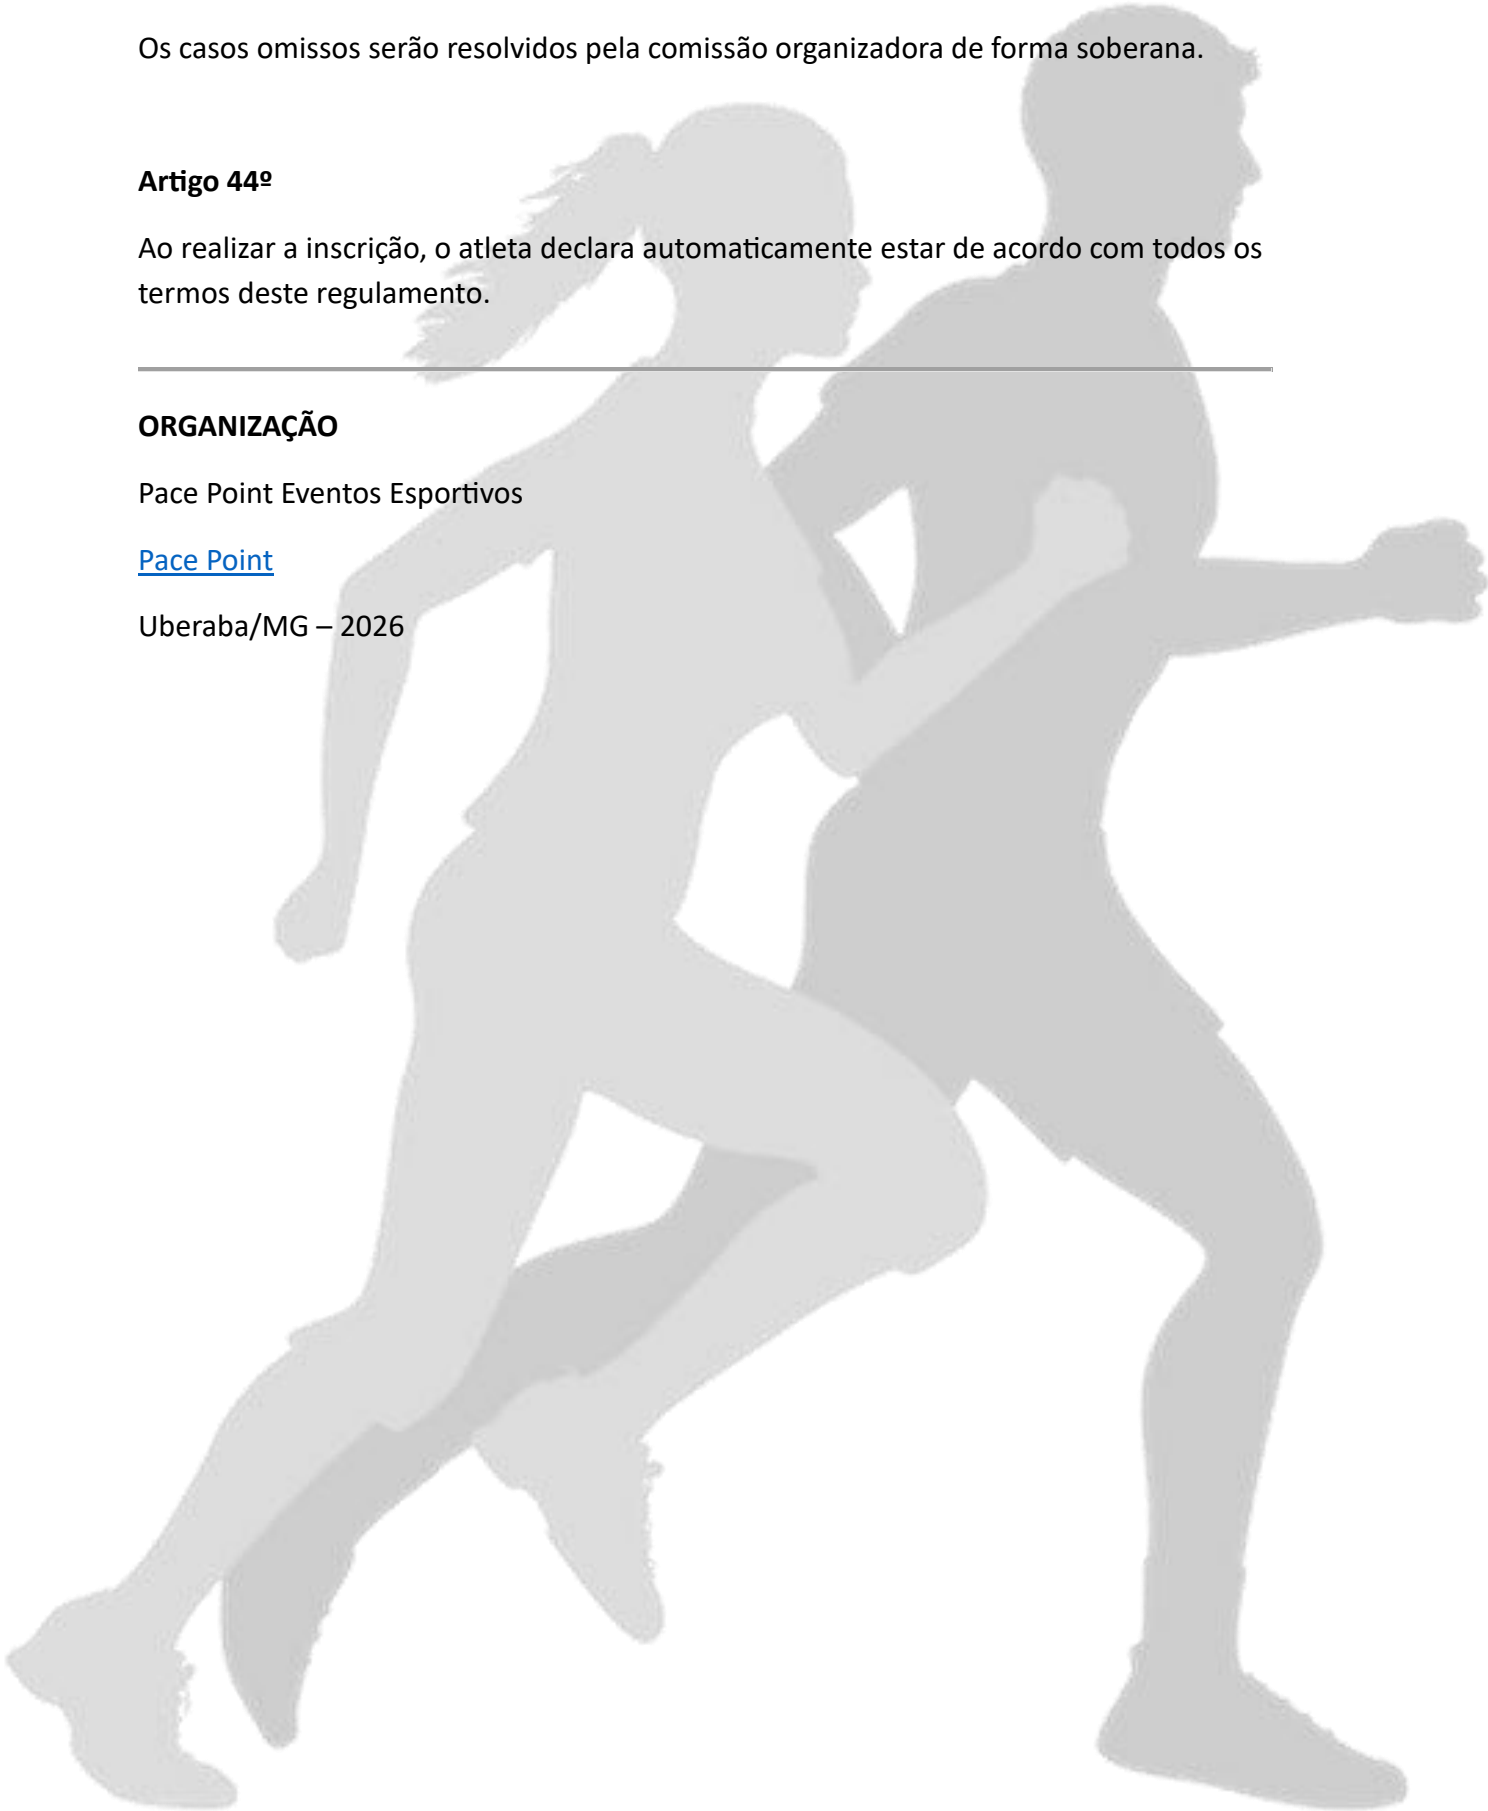 Os casos omissos serão resolvidos pela comissão organizadora de forma soberana.
Artigo 44º
Ao realizar a inscrição, o atleta declara automaticamente estar de acordo com todos os
termos deste regulamento.
ORGANIZAÇÃO
Pace Point Eventos Esportivos
Pace Point
Uberaba/MG – 2026